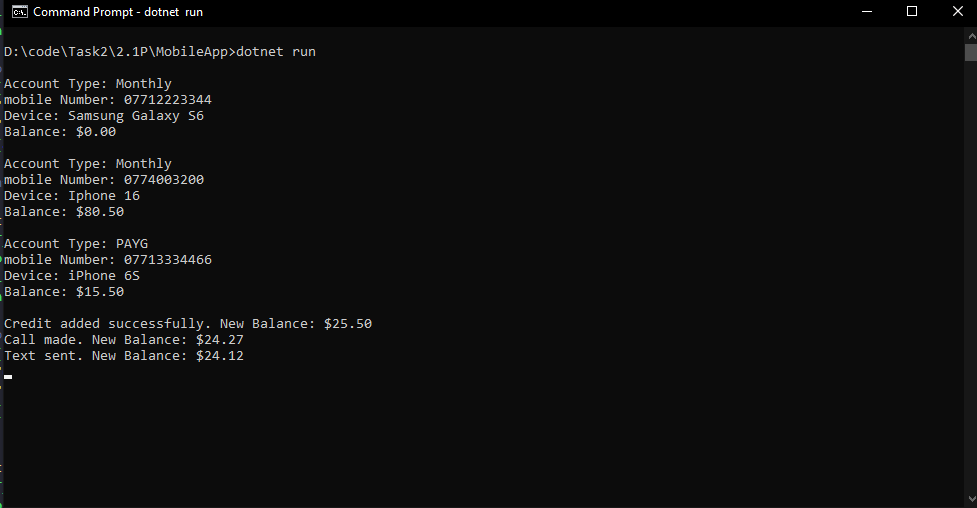 Command Prompt - dotnet run
D:\code\Task2\2.1P\MobileApp>dotnet run
Account Type: Monthly
mobile Number: 07712223344
Device: Samsung Galaxy S6
Balance: $0.00
Account Type: Monthly
mobile Number: 0774003200
Device: Iphone 16
Balance: $80.50
Account Type: PAYG
mobile Number: 07713334466
Device: iPhone 6S
Balance: $15.50
Credit added successfully. New Balance: $25.50
Call made. New Balance: $24.27
Text sent. New Balance: $24.12